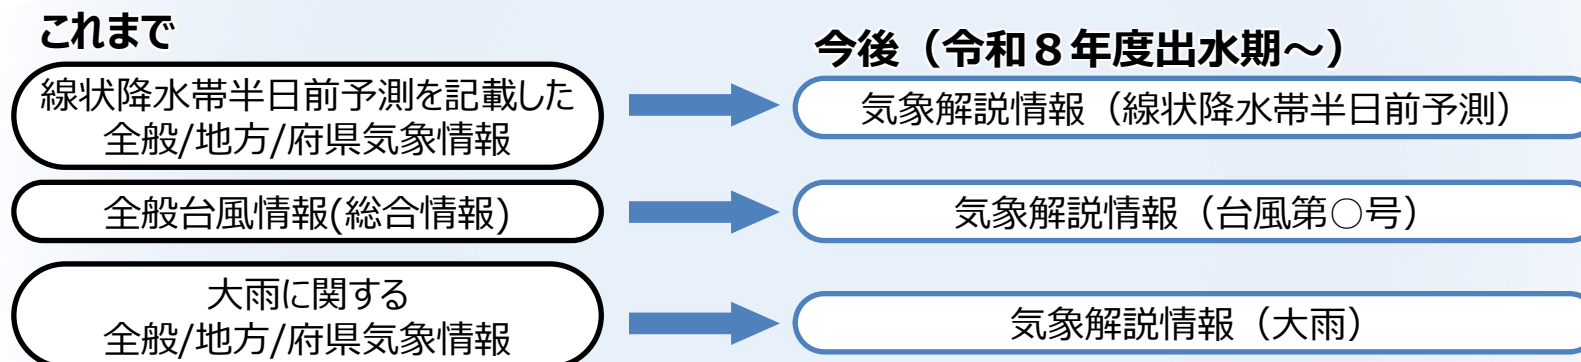 これまで
今後（令和８年度出水期～）
線状降水帯半日前予測を記載した
全般/地方/府県気象情報
気象解説情報（線状降水帯半日前予測）
全般台風情報(総合情報)
気象解説情報（台風第○号）
大雨に関する
全般/地方/府県気象情報
気象解説情報（大雨）